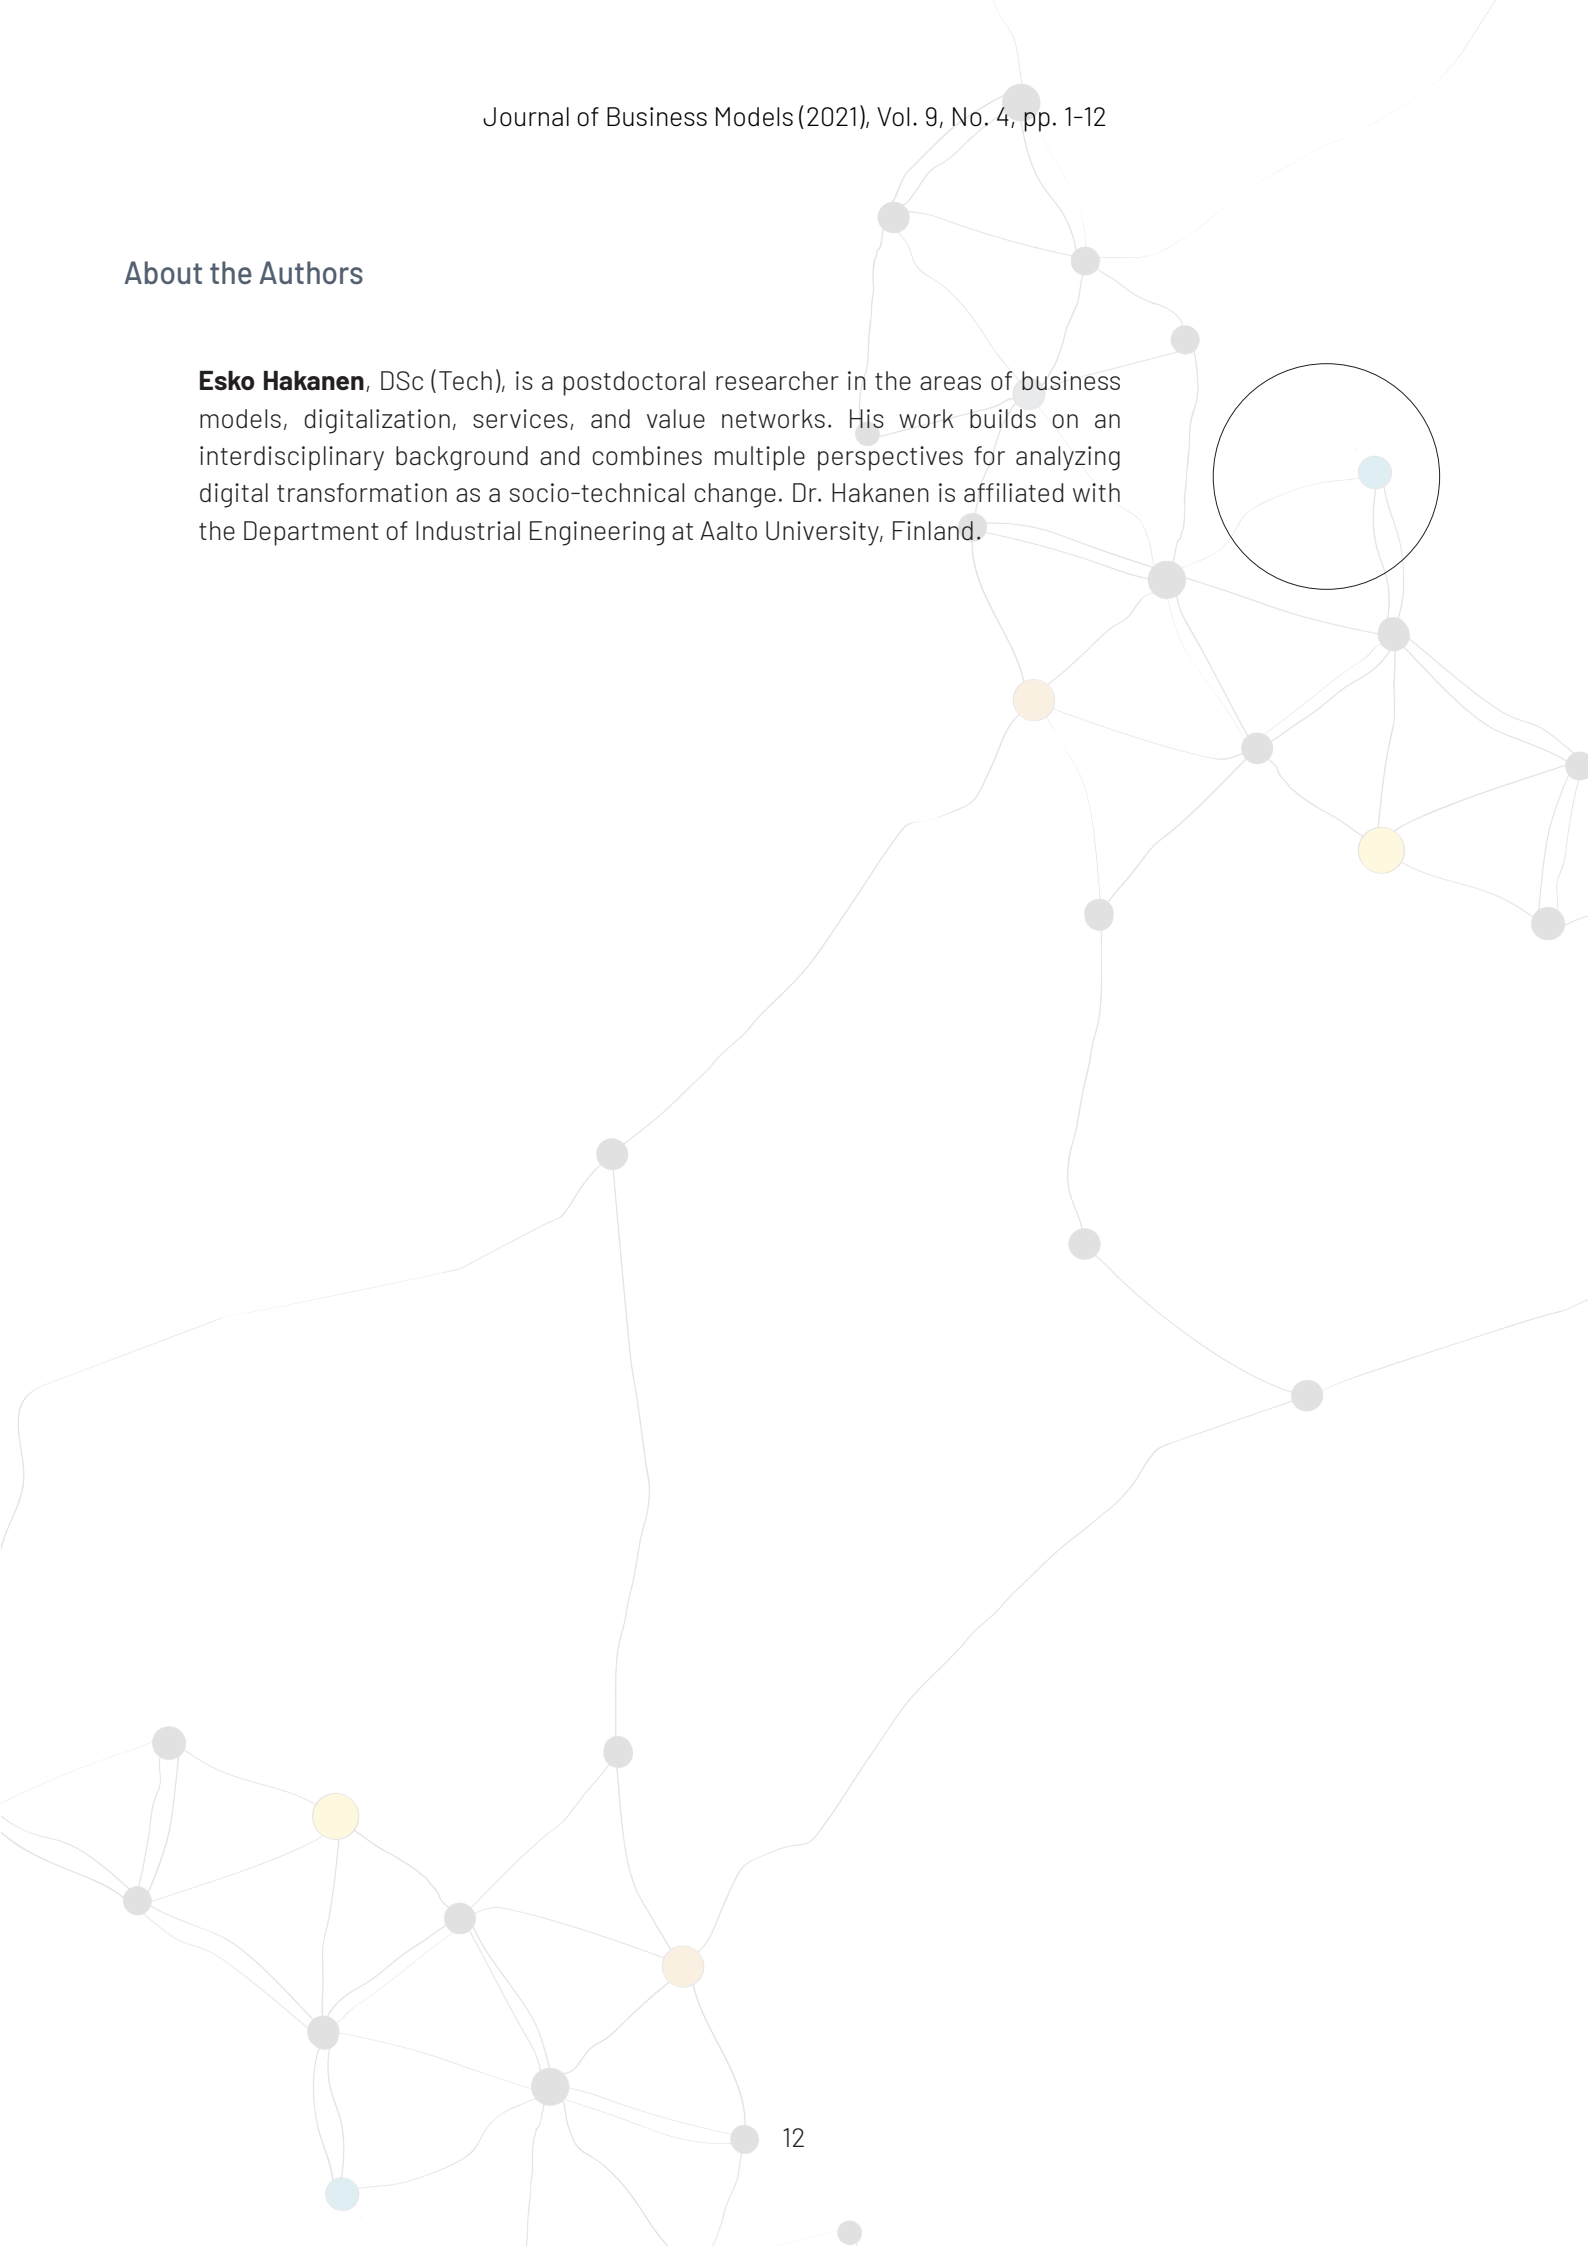 Journal of Business Models (2021), Vol. 9, No. 4, pp. 1-12
About the Authors
Esko Hakanen, DSc (Tech), is a postdoctoral researcher in the areas of business
models, digitalization, services, and value networks. His work builds on an
interdisciplinary background and combines multiple perspectives for analyzing
digital transformation as a socio-technical change. Dr. Hakanen is affiliated with
the Department of Industrial Engineering at Aalto University, Finland.
12